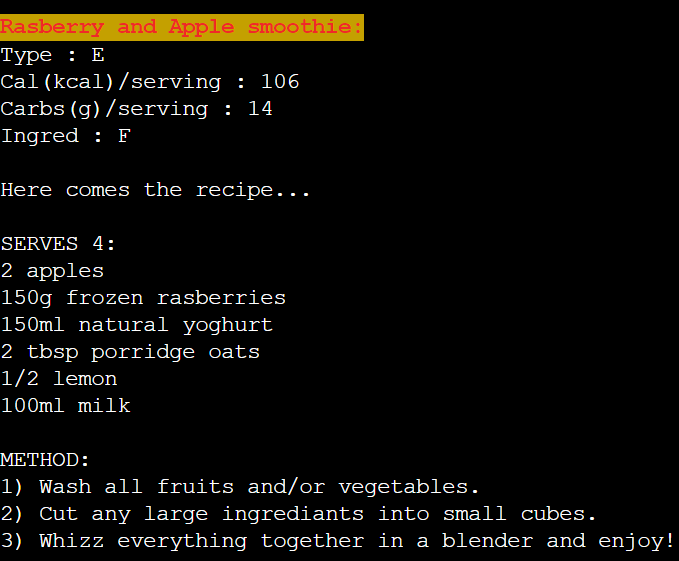 Rasberry and Apple smoothie:
Type : E
Cal(kcal)/serving : 106
Carbs(g)/serving : 14
Ingred : F
Here comes the recipe...
SERVES 4:
2 apples
150g frozen rasberries
150ml natural yoghurt
2 tbsp porridge oats
1/2 lemon
100ml milk
METHOD:
1) Wash all fruits and/or vegetables.
2) Cut any large ingrediants into small cubes.
3) Whizz everything together in a blender and enjoy!